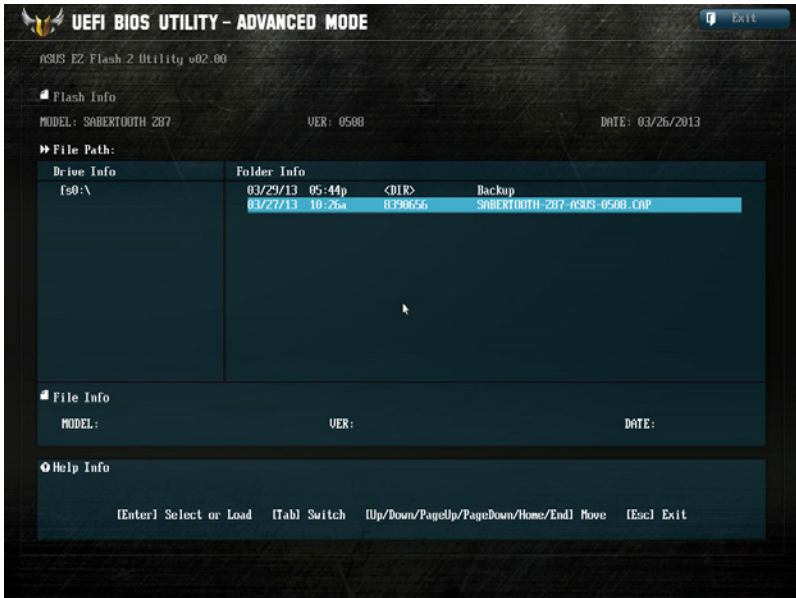 UEFI BIOS UTILITY - ADVANCED MODE
Exit
ASUS EZ Flash 2 Utility v02.00
Flash Info
MODEL: SABERTOOTH Z87 VER: 0508 DATE: 03/26/2013
File Path:
Drive Info Folder Info
fs0:\ 03/29/13 05:44p <DIR> Backup
03/27/13 10:26a 8390656 SABERTOOTH-Z87-ASUS-0508.CAP
File Info
MODEL: VER: DATE:
Help Info
[Enter] Select or Load [Tab] Switch [Up/Down/PageUp/PageDown/Home/End] Move [Esc] Exit